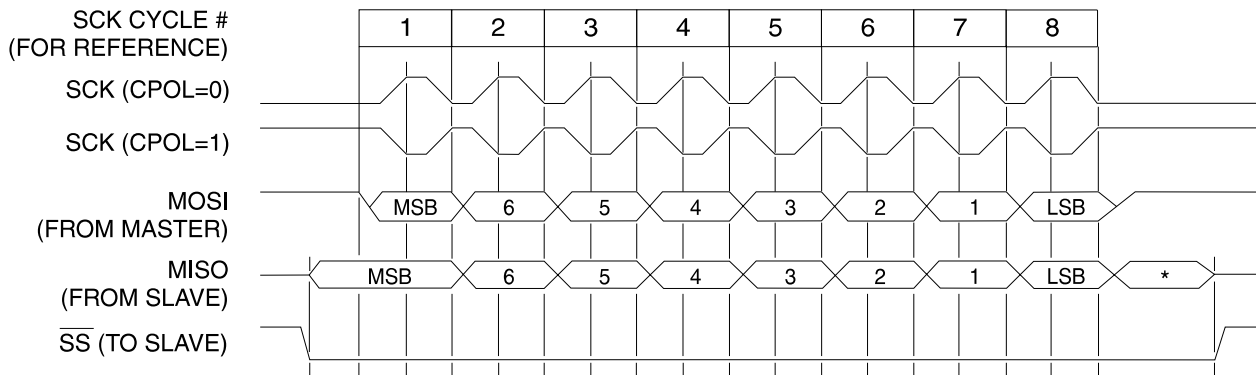 SCK CYCLE # 1 2 3 4 5 6 7 8
(FOR REFERENCE)
SCK (CPOL=0)
SCK (CPOL=1)
MOSI MSB 6 5 4 3 2 1 LSB
(FROM MASTER)
MISO MSB 6 5 4 3 2 1 LSB *
(FROM SLAVE)
SS (TO SLAVE)